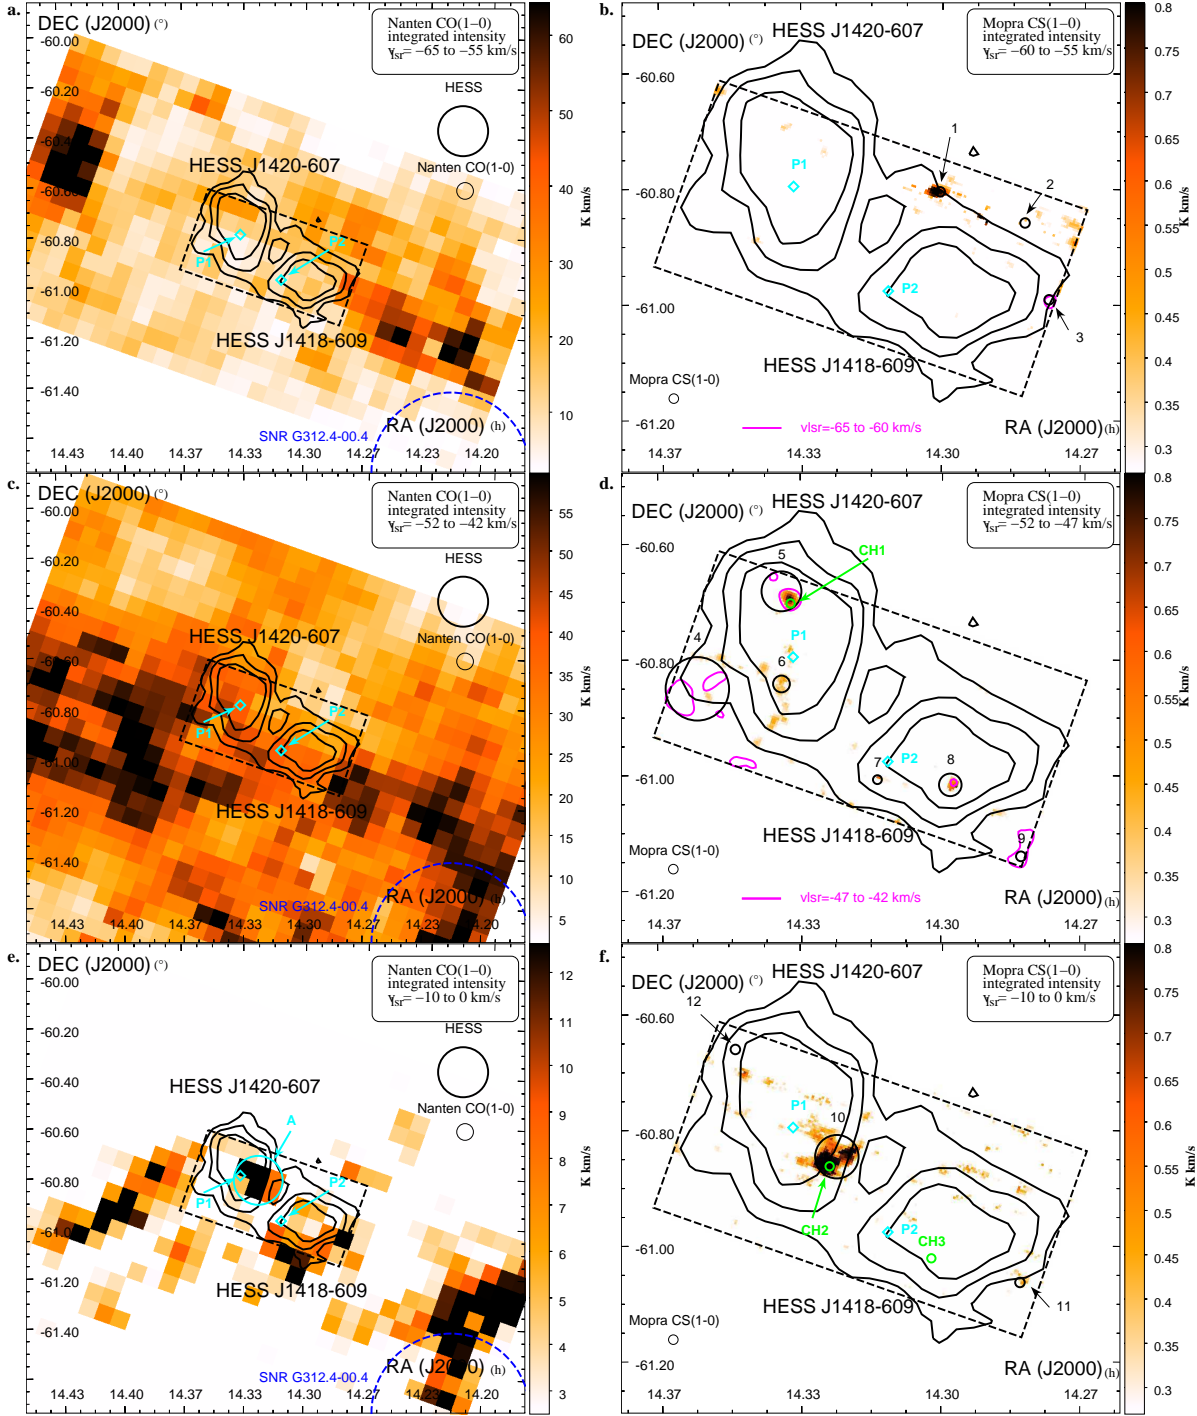 a.
DEC (J2000) (°)
Nanten CO(1−0)
integrated intensity
vlsr= −65 to −55 km/s
HESS
Nanten CO(1-0)
HESS J1420-607
P1
P2
HESS J1418-609
SNR G312.4-00.4
RA (J2000) (h)
-60.00
-60.20
-60.40
-60.60
-60.80
-61.00
-61.20
-61.40
14.43
14.40
14.37
14.33
14.30
14.27
14.23
14.20
60
50
40
30
20
10
K km/s
b.
DEC (J2000) (°)
HESS J1420-607
Mopra CS(1−0)
integrated intensity
vlsr= −60 to −55 km/s
1
2
3
P1
P2
HESS J1418-609
Mopra CS(1-0)
vlsr=-65 to -60 km/s
RA (J2000) (h)
-60.60
-60.80
-61.00
-61.20
14.37
14.33
14.30
14.27
0.8
0.75
0.7
0.65
0.6
0.55
0.5
0.45
0.4
0.35
0.3
K km/s
c.
DEC (J2000) (°)
Nanten CO(1−0)
integrated intensity
vlsr= −52 to −42 km/s
HESS
Nanten CO(1-0)
HESS J1420-607
P1
P2
HESS J1418-609
SNR G312.4-00.4
RA (J2000) (h)
-60.00
-60.20
-60.40
-60.60
-60.80
-61.00
-61.20
-61.40
14.43
14.40
14.37
14.33
14.30
14.27
14.23
14.20
55
50
45
40
35
30
25
20
15
10
5
K km/s
d.
DEC (J2000) (°)
HESS J1420-607
Mopra CS(1−0)
integrated intensity
vlsr= −52 to −47 km/s
CH1
4
5
6
7
8
9
P1
P2
HESS J1418-609
Mopra CS(1-0)
vlsr=-47 to -42 km/s
RA (J2000) (h)
-60.60
-60.80
-61.00
-61.20
14.37
14.33
14.30
14.27
0.8
0.75
0.7
0.65
0.6
0.55
0.5
0.45
0.4
0.35
0.3
K km/s
e.
DEC (J2000) (°)
Nanten CO(1−0)
integrated intensity
vlsr= −10 to 0 km/s
HESS
Nanten CO(1-0)
HESS J1420-607
A
P1
P2
HESS J1418-609
SNR G312.4-00.4
RA (J2000) (h)
-60.00
-60.20
-60.40
-60.60
-60.80
-61.00
-61.20
-61.40
14.43
14.40
14.37
14.33
14.30
14.27
14.23
14.20
12
11
10
9
8
7
6
5
4
3
K km/s
f.
DEC (J2000) (°)
HESS J1420-607
Mopra CS(1−0)
integrated intensity
vlsr= −10 to 0 km/s
12
10
11
P1
P2
CH2
CH3
HESS J1418-609
Mopra CS(1-0)
RA (J2000) (h)
-60.60
-60.80
-61.00
-61.20
14.37
14.33
14.30
14.27
0.8
0.75
0.7
0.65
0.6
0.55
0.5
0.45
0.4
0.35
0.3
K km/s